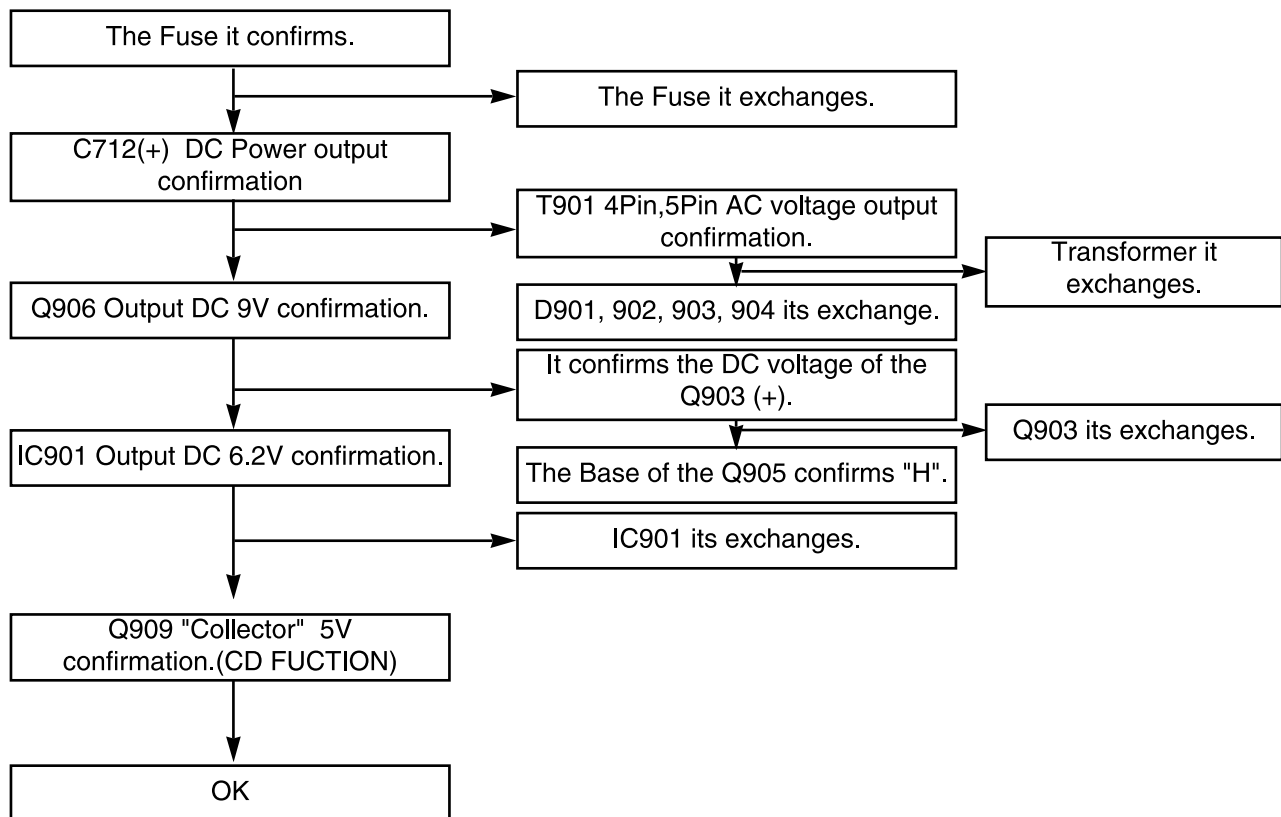 The Fuse it confirms.
The Fuse it exchanges.
C712(+) DC Power output
confirmation
T901 4Pin,5Pin AC voltage output
confirmation.
Transformer it
exchanges.
Q906 Output DC 9V confirmation.
D901, 902, 903, 904 its exchange.
It confirms the DC voltage of the
Q903 (+).
Q903 its exchanges.
IC901 Output DC 6.2V confirmation.
The Base of the Q905 confirms "H".
IC901 its exchanges.
Q909 "Collector" 5V
confirmation.(CD FUCTION)
OK